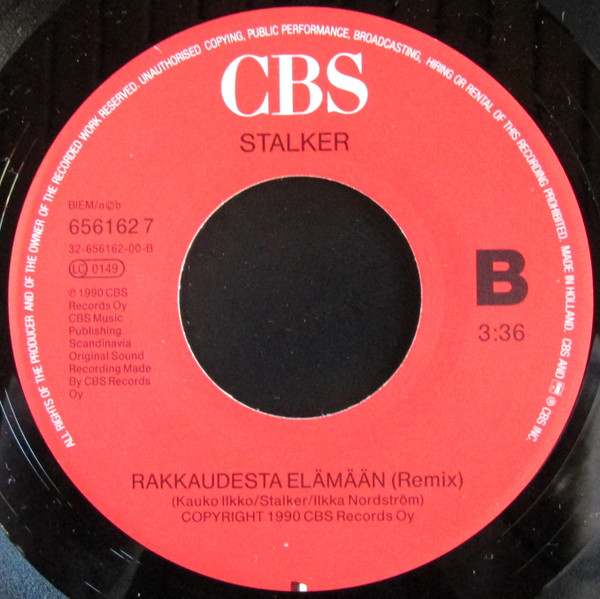 ALL RIGHTS OF THE PRODUCER AND OF THE OWNER OF THE RECORDED WORK RESERVED. UNAUTHORISED COPYING, PUBLIC PERFORMANCE, BROADCASTING, HIRING OR RENTAL OF THIS RECORDING PROHIBITED. MADE IN HOLLAND. CBS AND ® CBS INC.
CBS
STALKER
BIEM/n©b
656162 7
32-656162-00-B
LC 0149
℗ 1990 CBS
Records Oy
CBS Music
Publishing
Scandinavia
Original Sound
Recording Made
By CBS Records
Oy
B
3:36
RAKKAUDESTA ELÄMÄÄN (Remix)
(Kauko Ilkko/Stalker/Ilkka Nordström)
COPYRIGHT 1990 CBS Records Oy